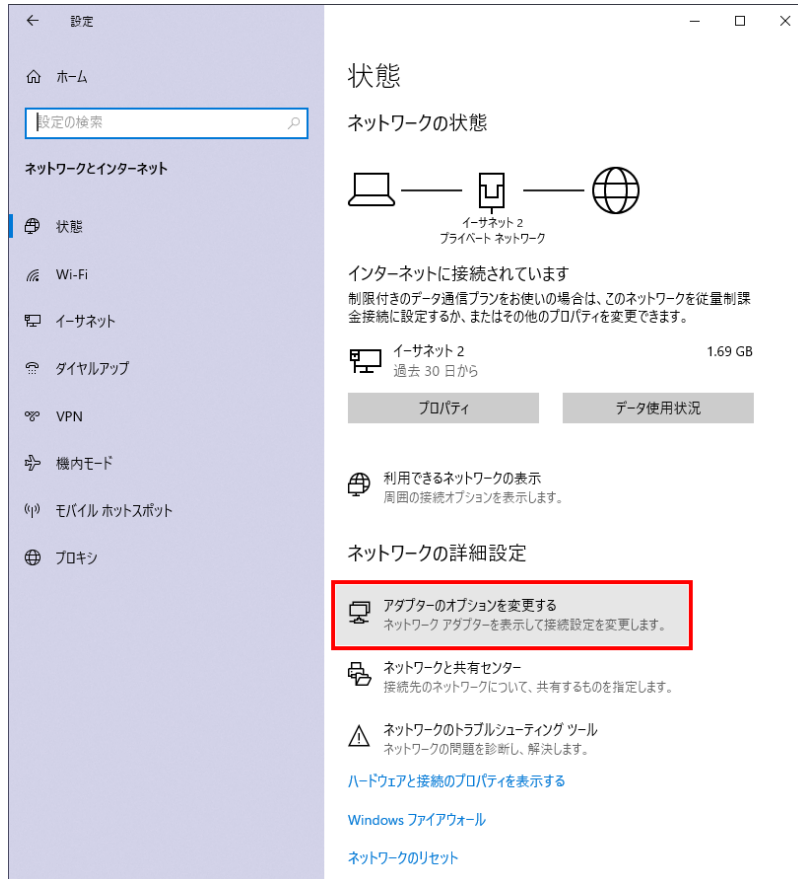 設定
ホーム
設定の検索
ネットワークとインターネット
状態
Wi-Fi
イーサネット
ダイヤルアップ
VPN
機内モード
モバイル ホットスポット
プロキシ
状態
ネットワークの状態
イーサネット 2
プライベート ネットワーク
インターネットに接続されています
制限付きのデータ通信プランをお使いの場合は、このネットワークを従量制課
金接続に設定するか、またはその他のプロパティを変更できます。
イーサネット 2
1.69 GB
過去 30 日から
プロパティ
データ使用状況
利用できるネットワークの表示
周囲の接続オプションを表示します。
ネットワークの詳細設定
アダプターのオプションを変更する
ネットワーク アダプターを表示して接続設定を変更します。
ネットワークと共有センター
接続先のネットワークについて、共有するものを指定します。
ネットワークのトラブルシューティング ツール
ネットワークの問題を診断し、解決します。
ハードウェアと接続のプロパティを表示する
Windows ファイアウォール
ネットワークのリセット